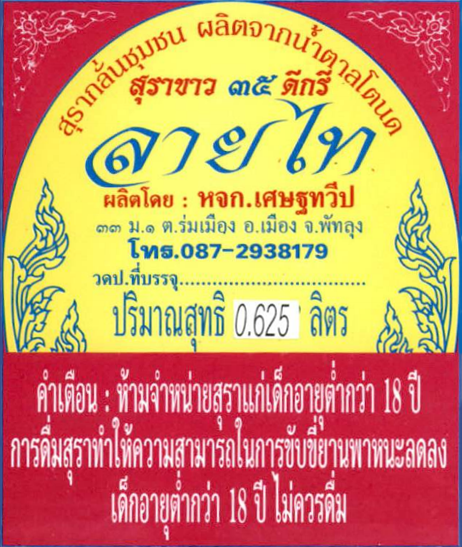 สุรากลั่นชุมชน ผลิตจากน้ำตาลโตนด
สุราขาว ๓๕ ดีกรี
ลายไท
ผลิตโดย : หจก.เศษฐทวีป
๓๓ ม.๑ ต.ร่มเมือง อ.เมือง จ.พัทลุง
โทร.087-2938179
วดป.ที่บรรจุ..................................
ปริมาณสุทธิ 0.625 ลิตร
คำเตือน : ห้ามจำหน่ายสุราแก่เด็กอายุต่ำกว่า 18 ปี
การดื่มสุราทำให้ความสามารถในการขับขี่ยานพาหนะลดลง
เด็กอายุต่ำกว่า 18 ปี ไม่ควรดื่ม